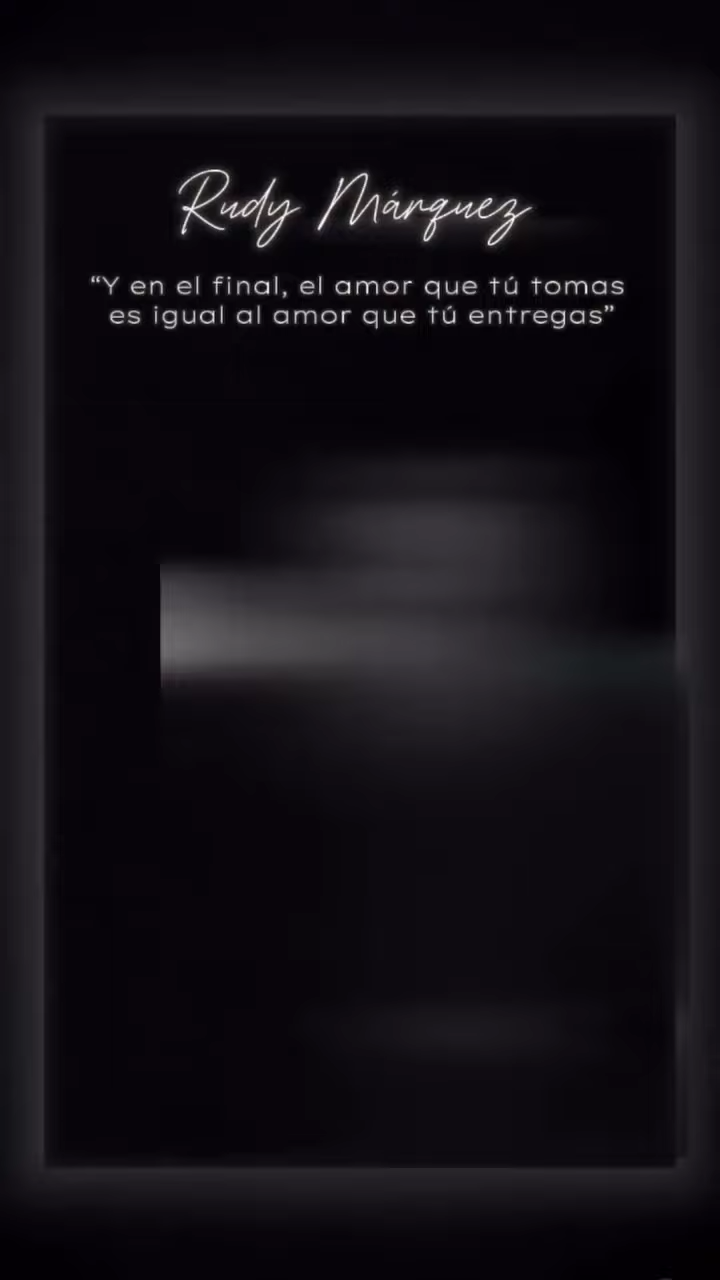 Rudy Márquez
“Y en el final, el amor que tú tomas
es igual al amor que tú entregas”